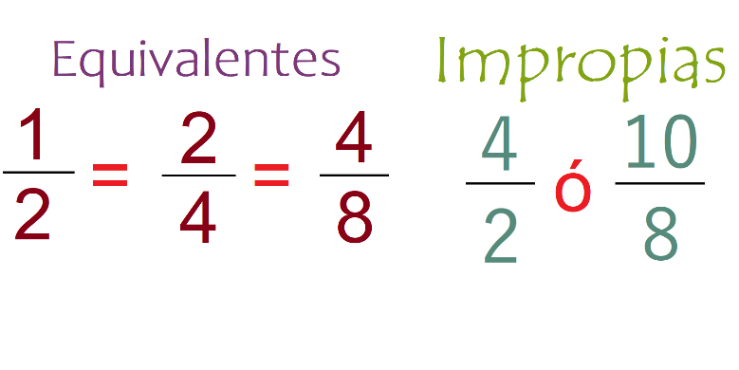 Equivalentes
1/2 = 2/4 = 4/8
Impropias
4/2 ó 10/8